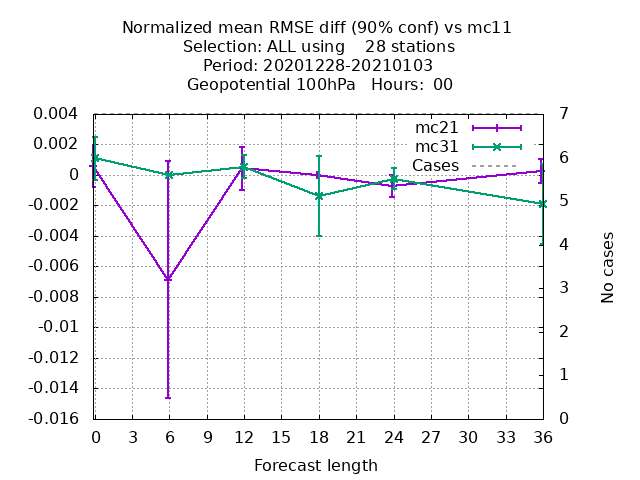 Normalized mean RMSE diff (90% conf) vs mc11
Selection: ALL using    28 stations
Period: 20201228-20210103
Geopotential 100hPa   Hours: 00
mc21
mc31
Cases
0.004
0.002
0
-0.002
-0.004
-0.006
-0.008
-0.01
-0.012
-0.014
-0.016
7
6
5
4
3
2
1
0
No cases
0 3 6 9 12 15 18 21 24 27 30 33 36
Forecast length